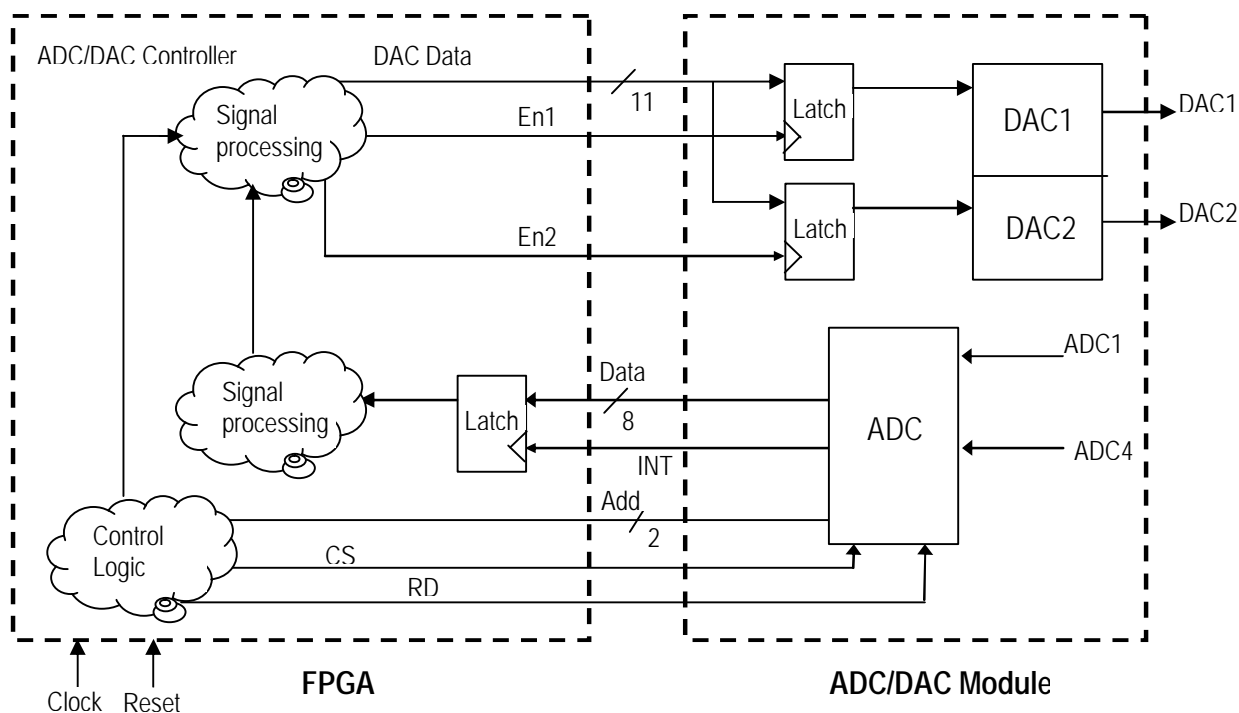 ADC/DAC Controller
DAC Data
11
Signal
processing
En1
En2
Latch
Latch
DAC1
DAC2
DAC1
DAC2
Signal
processing
Latch
Data
8
INT
ADC
ADC1
ADC4
Control
Logic
Add
2
CS
RD
Clock
Reset
FPGA
ADC/DAC Module